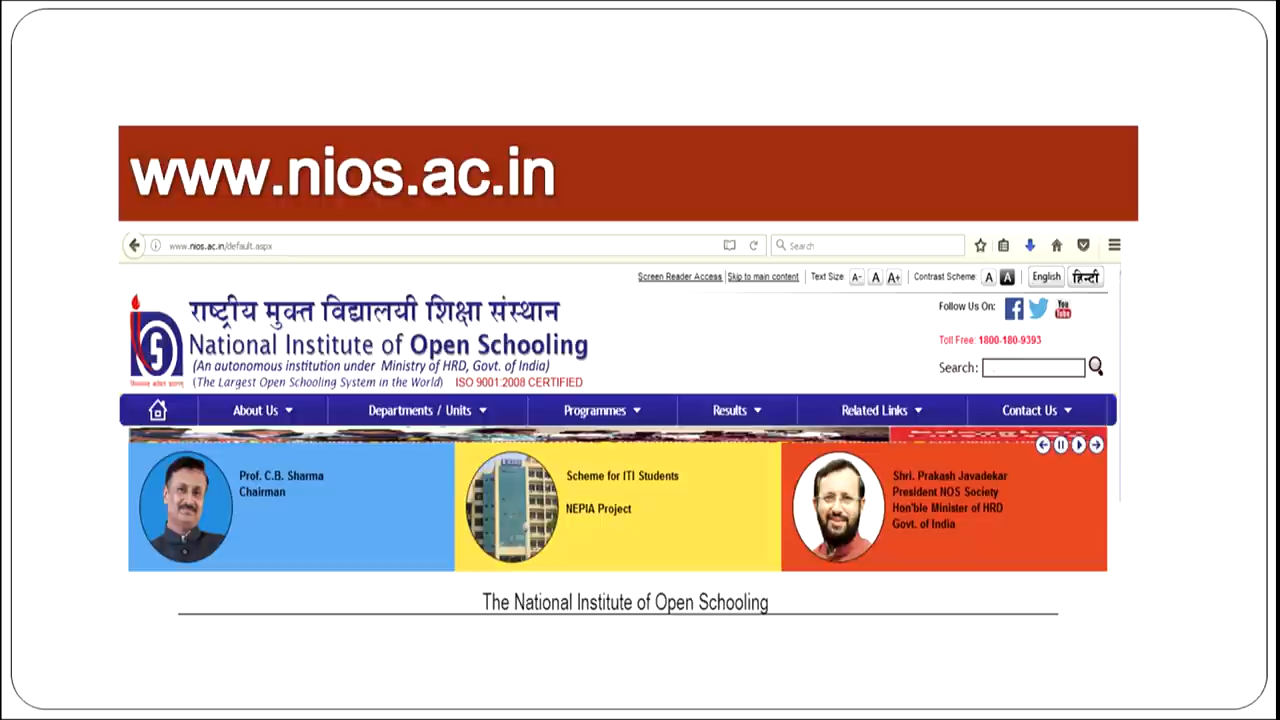 www.nios.ac.in
www.nios.ac.in/default.aspx
Search
Screen Reader Access | Skip to main content | Text Size: A- A A+ | Contrast Scheme: A A | English हिन्दी
राष्ट्रीय मुक्त विद्यालयी शिक्षा संस्थान
National Institute of Open Schooling
(An autonomous institution under Ministry of HRD, Govt. of India)
(The Largest Open Schooling System in the World) ISO 9001:2008 CERTIFIED
Follow Us On: You Tube
Toll Free: 1800-180-9393
Search:
About Us Departments / Units Programmes Results Related Links Contact Us
Prof. C.B. Sharma
Chairman
Scheme for ITI Students
NEPIA Project
Shri. Prakash Javadekar
President NOS Society
Hon'ble Minister of HRD
Govt. of India
The National Institute of Open Schooling